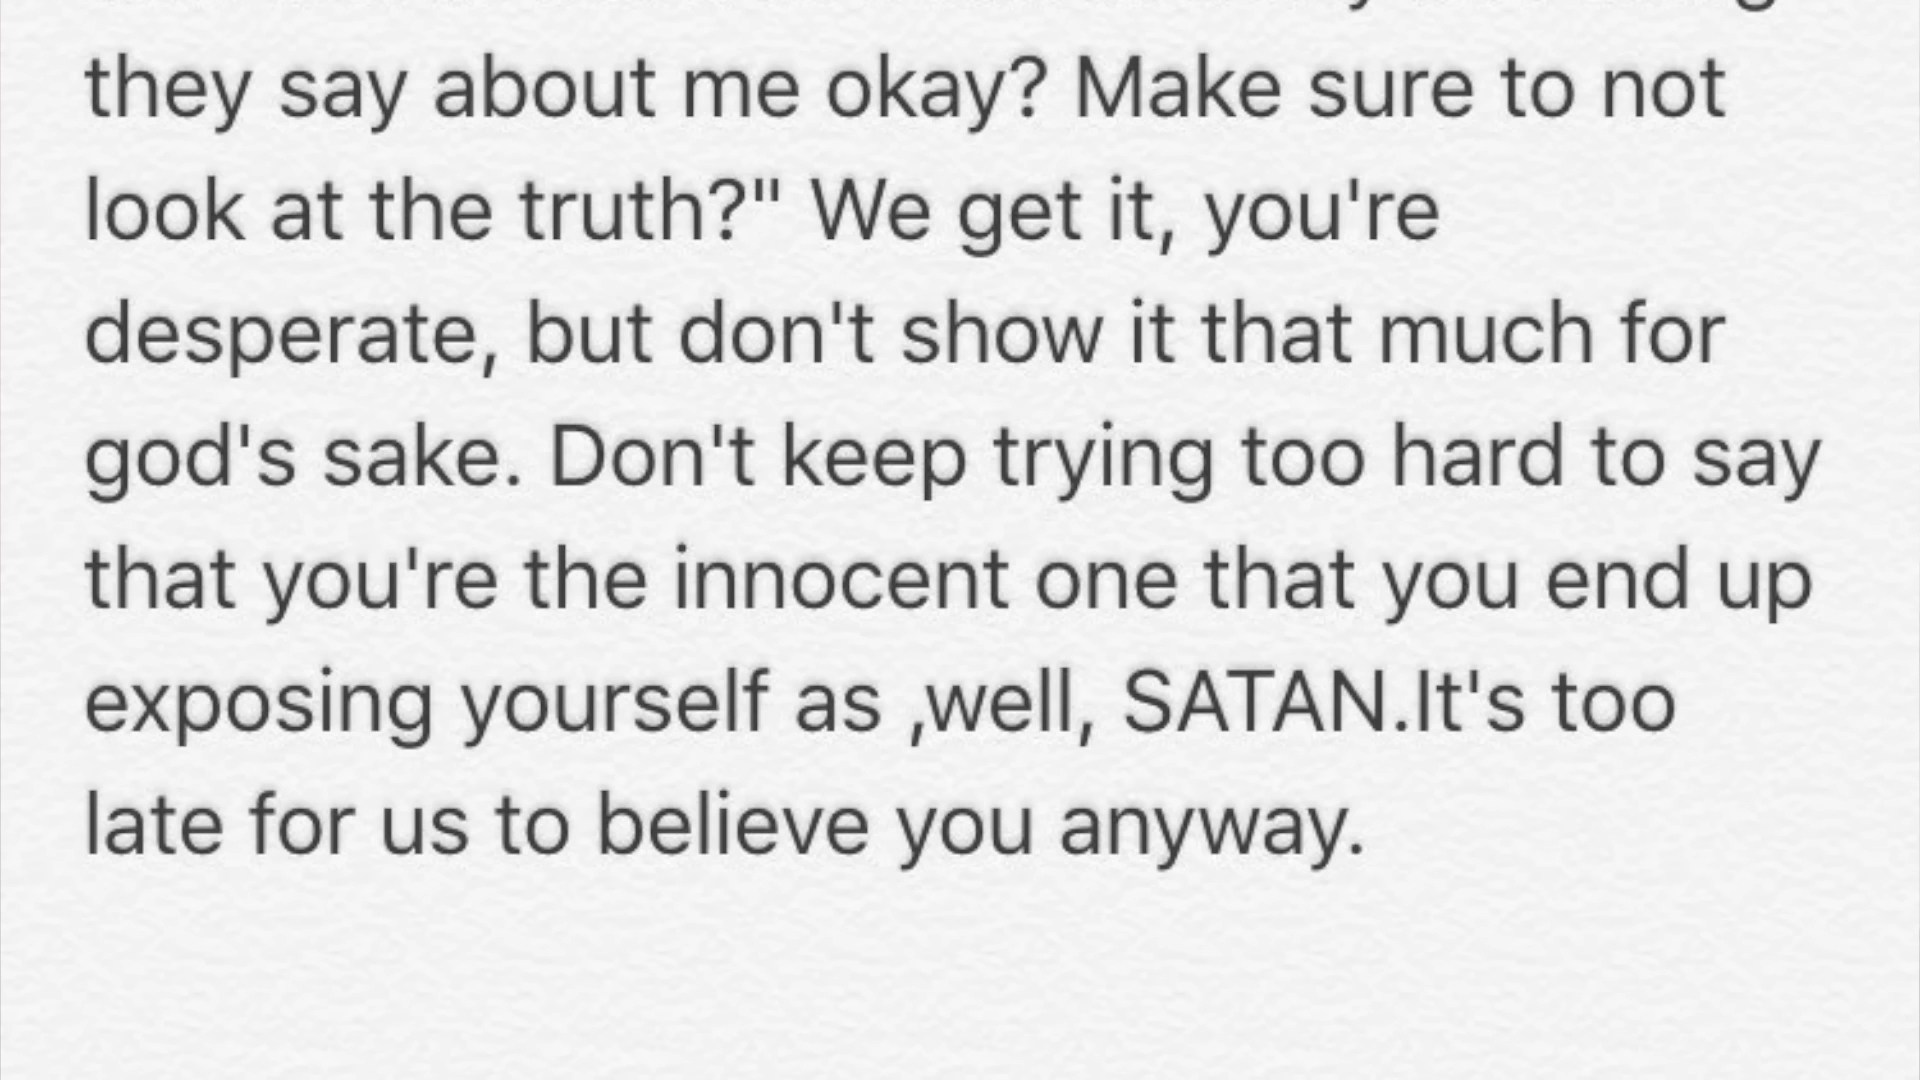 they say about me okay? Make sure to not
look at the truth?" We get it, you're
desperate, but don't show it that much for
god's sake. Don't keep trying too hard to say
that you're the innocent one that you end up
exposing yourself as ,well, SATAN.It's too
late for us to believe you anyway.